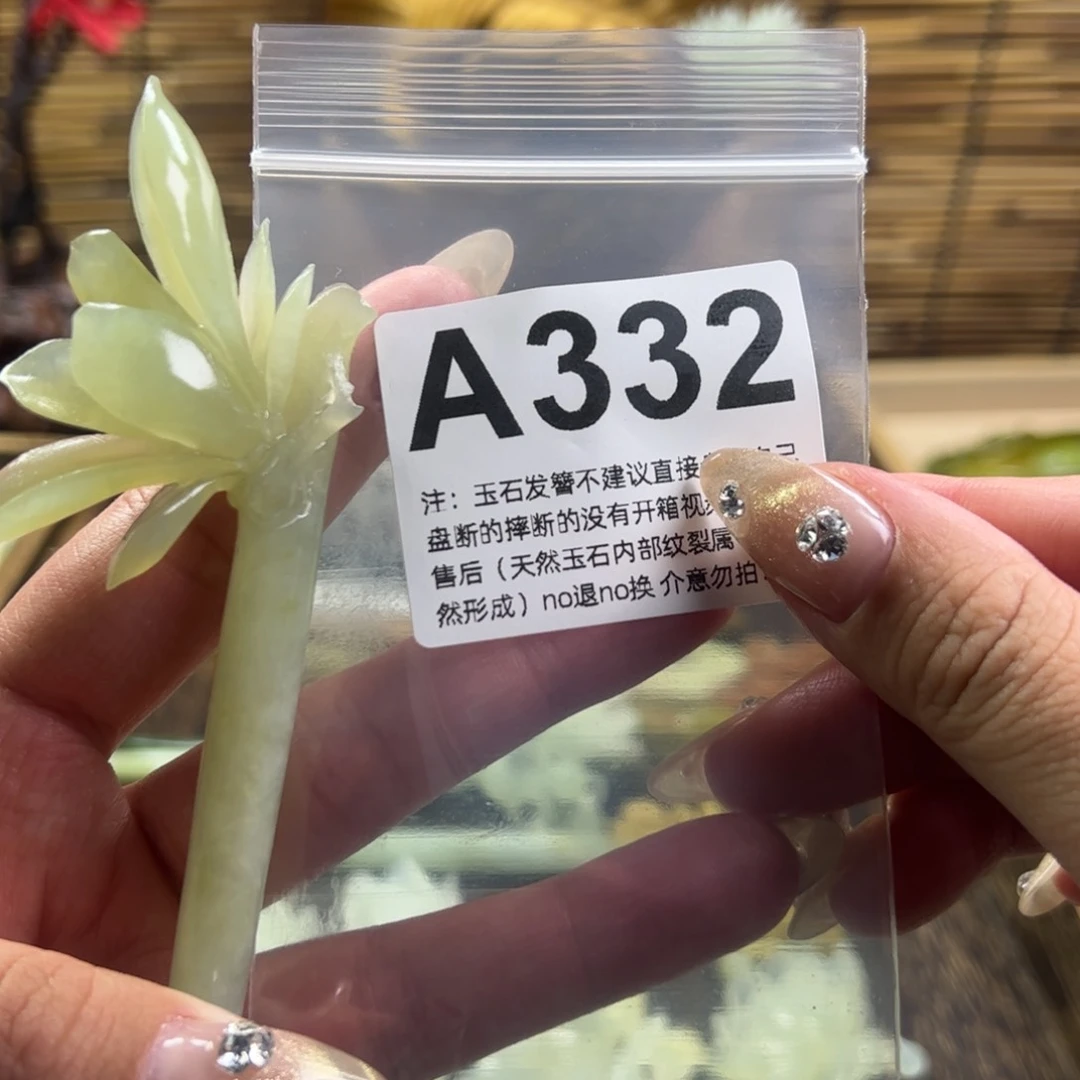 A332
注：玉石发簪不建议直接
盘断的摔断的没有开箱视
售后（天然玉石内部纹裂属
然形成）no退no换 介意勿拍